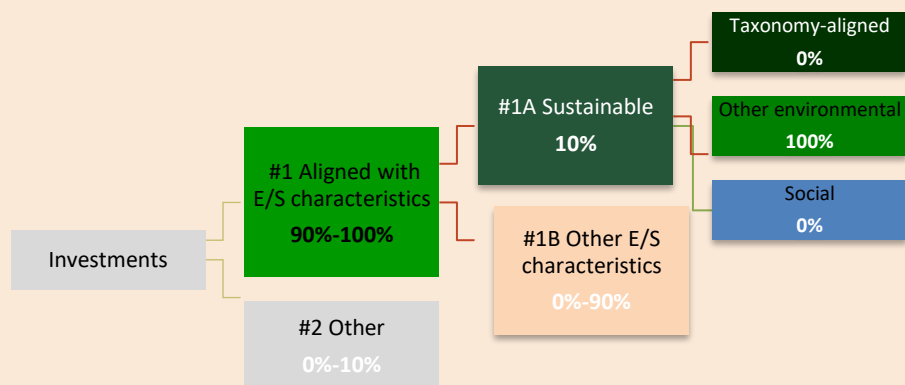 Investments
#1 Aligned with
E/S characteristics
90%-100%
#2 Other
0%-10%
#1A Sustainable
10%
#1B Other E/S
characteristics
0%-90%
Taxonomy-aligned
0%
Other environmental
100%
Social
0%